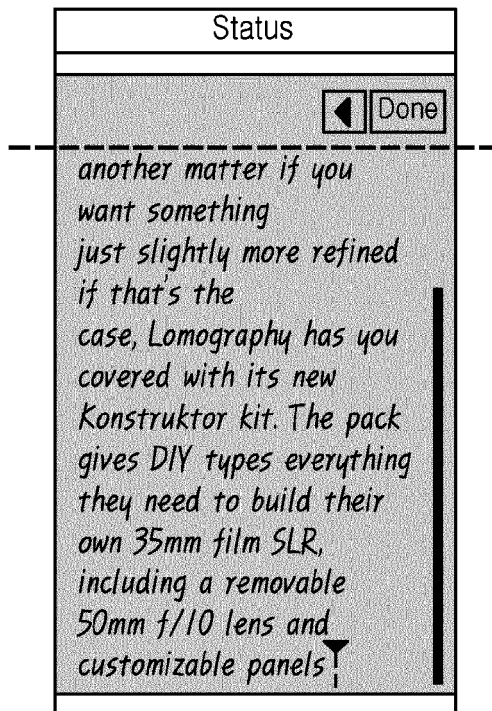 Status
Done
another matter if you
want something
just slightly more refined
if that's the
case, Lomography has you
covered with its new
Konstruktor kit. The pack
gives DIY types everything
they need to build their
own 35mm film SLR,
including a removable
50mm f/10 lens and
customizable panels